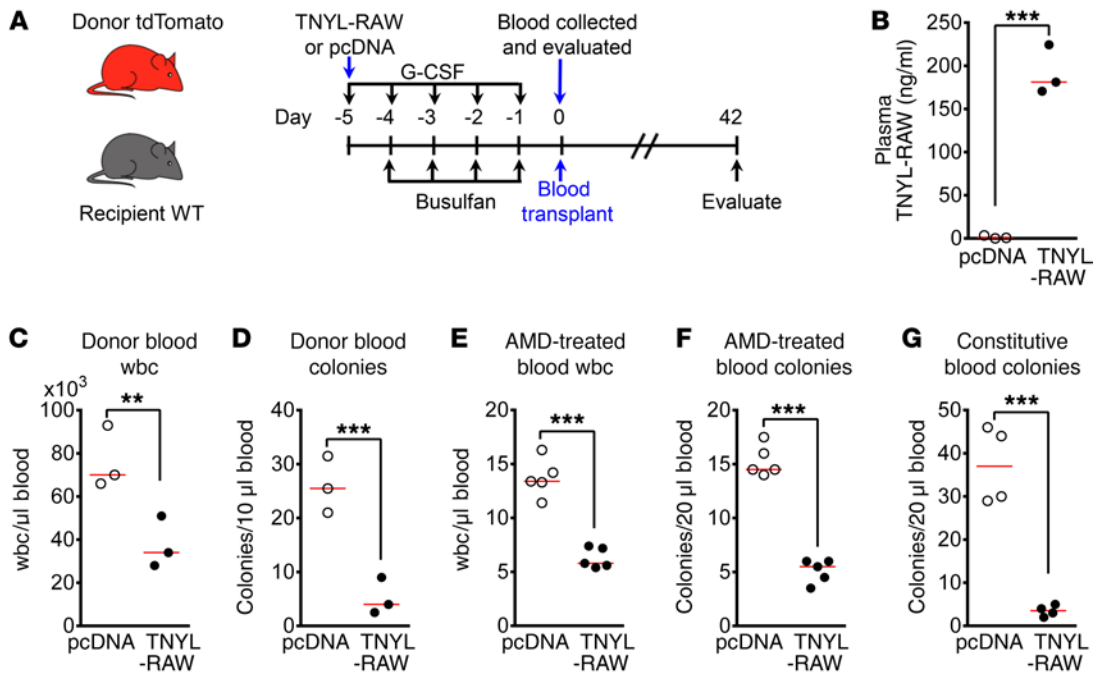 A
Donor tdTomato
Recipient WT
TNYL-RAW
or pcDNA
Blood collected
and evaluated
G-CSF
Day
-5
-4
-3
-2
-1
0
42
Busulfan
Blood
transplant
Evaluate
B
***
Plasma
TNYL-RAW (ng/ml)
250
200
150
100
50
0
pcDNA
TNYL
-RAW
C
Donor blood
wbc
x10³
**
wbc/µl blood
100
80
60
40
20
0
pcDNA
TNYL
-RAW
D
Donor blood
colonies
***
Colonies/10 µl blood
40
30
20
10
0
pcDNA
TNYL
-RAW
E
AMD-treated
blood wbc
***
wbc/µl blood
20
15
10
5
0
pcDNA
TNYL
-RAW
F
AMD-treated
blood colonies
***
Colonies/20 µl blood
20
15
10
5
0
pcDNA
TNYL
-RAW
G
Constitutive
blood colonies
***
Colonies/20 µl blood
50
40
30
20
10
0
pcDNA
TNYL
-RAW